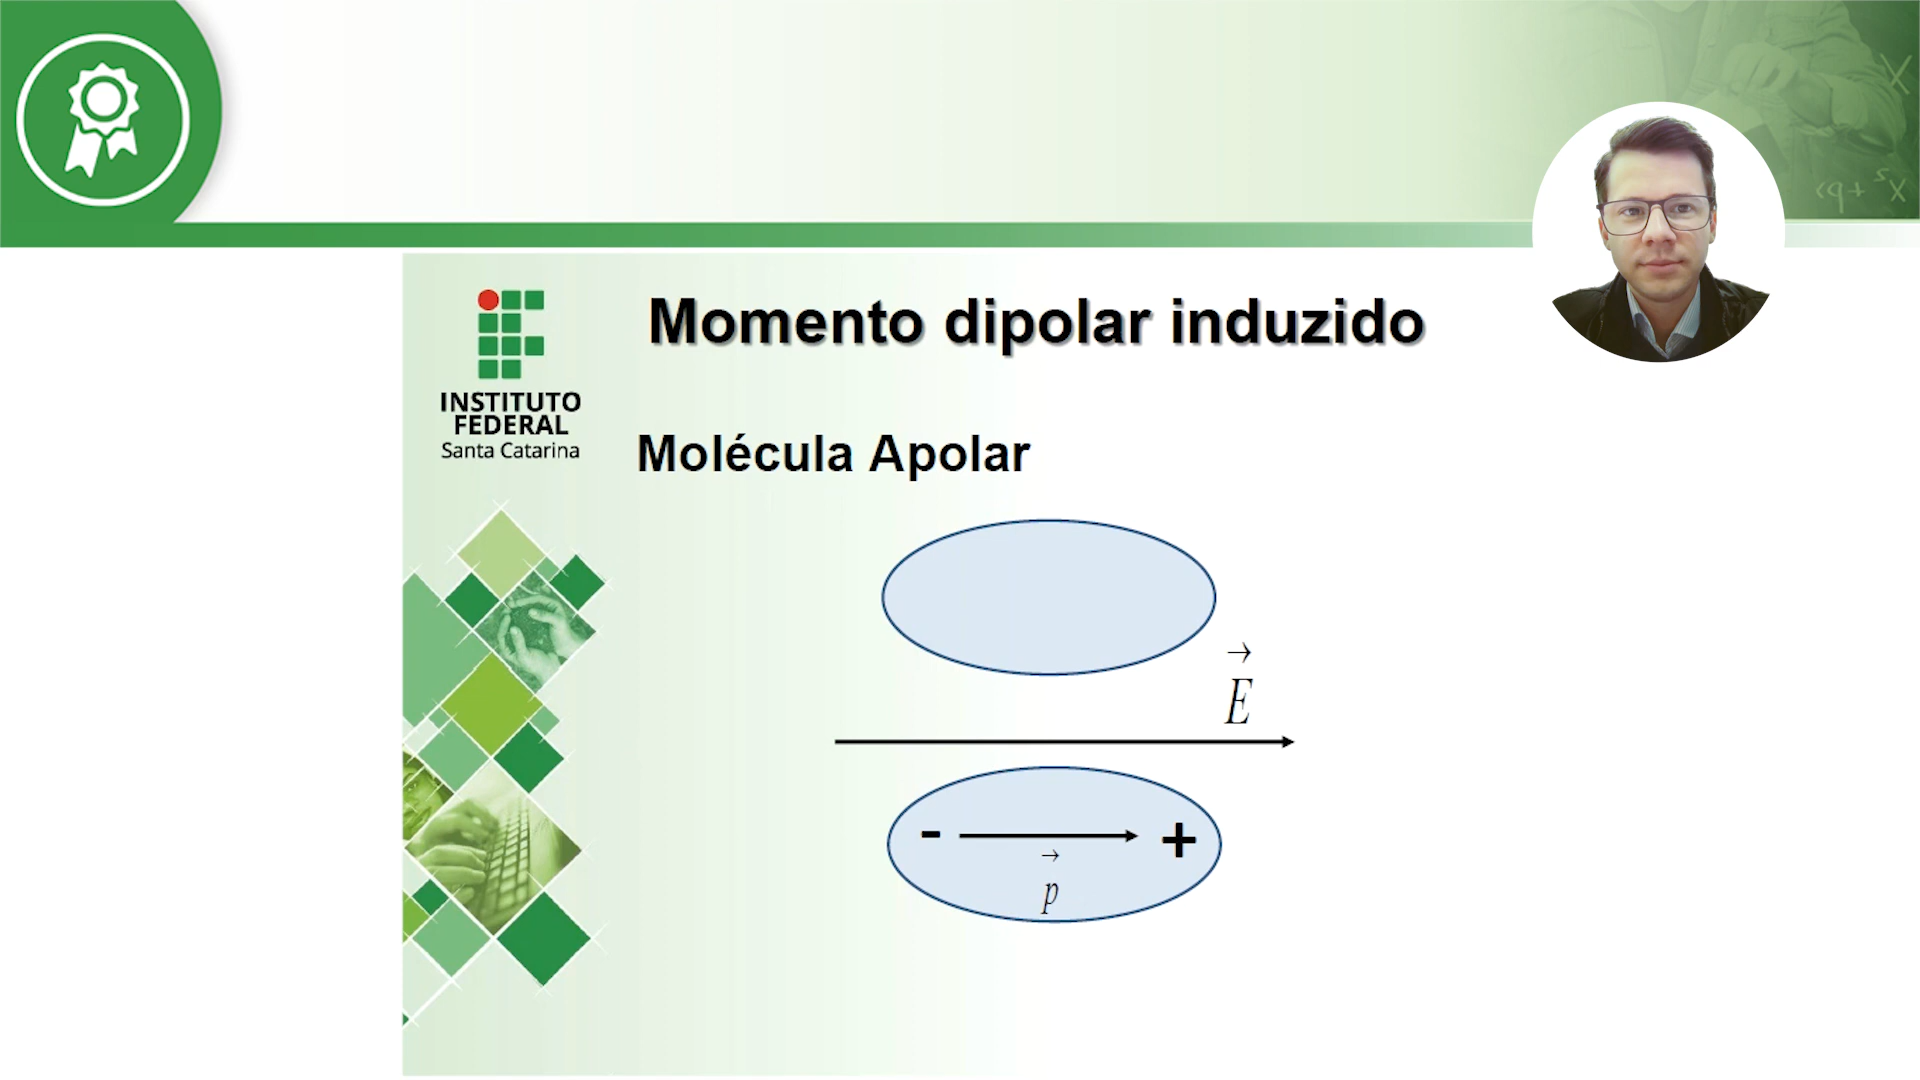 Momento dipolar induzido
INSTITUTO
FEDERAL
Santa Catarina
Molécula Apolar
→
E
- +
→
p